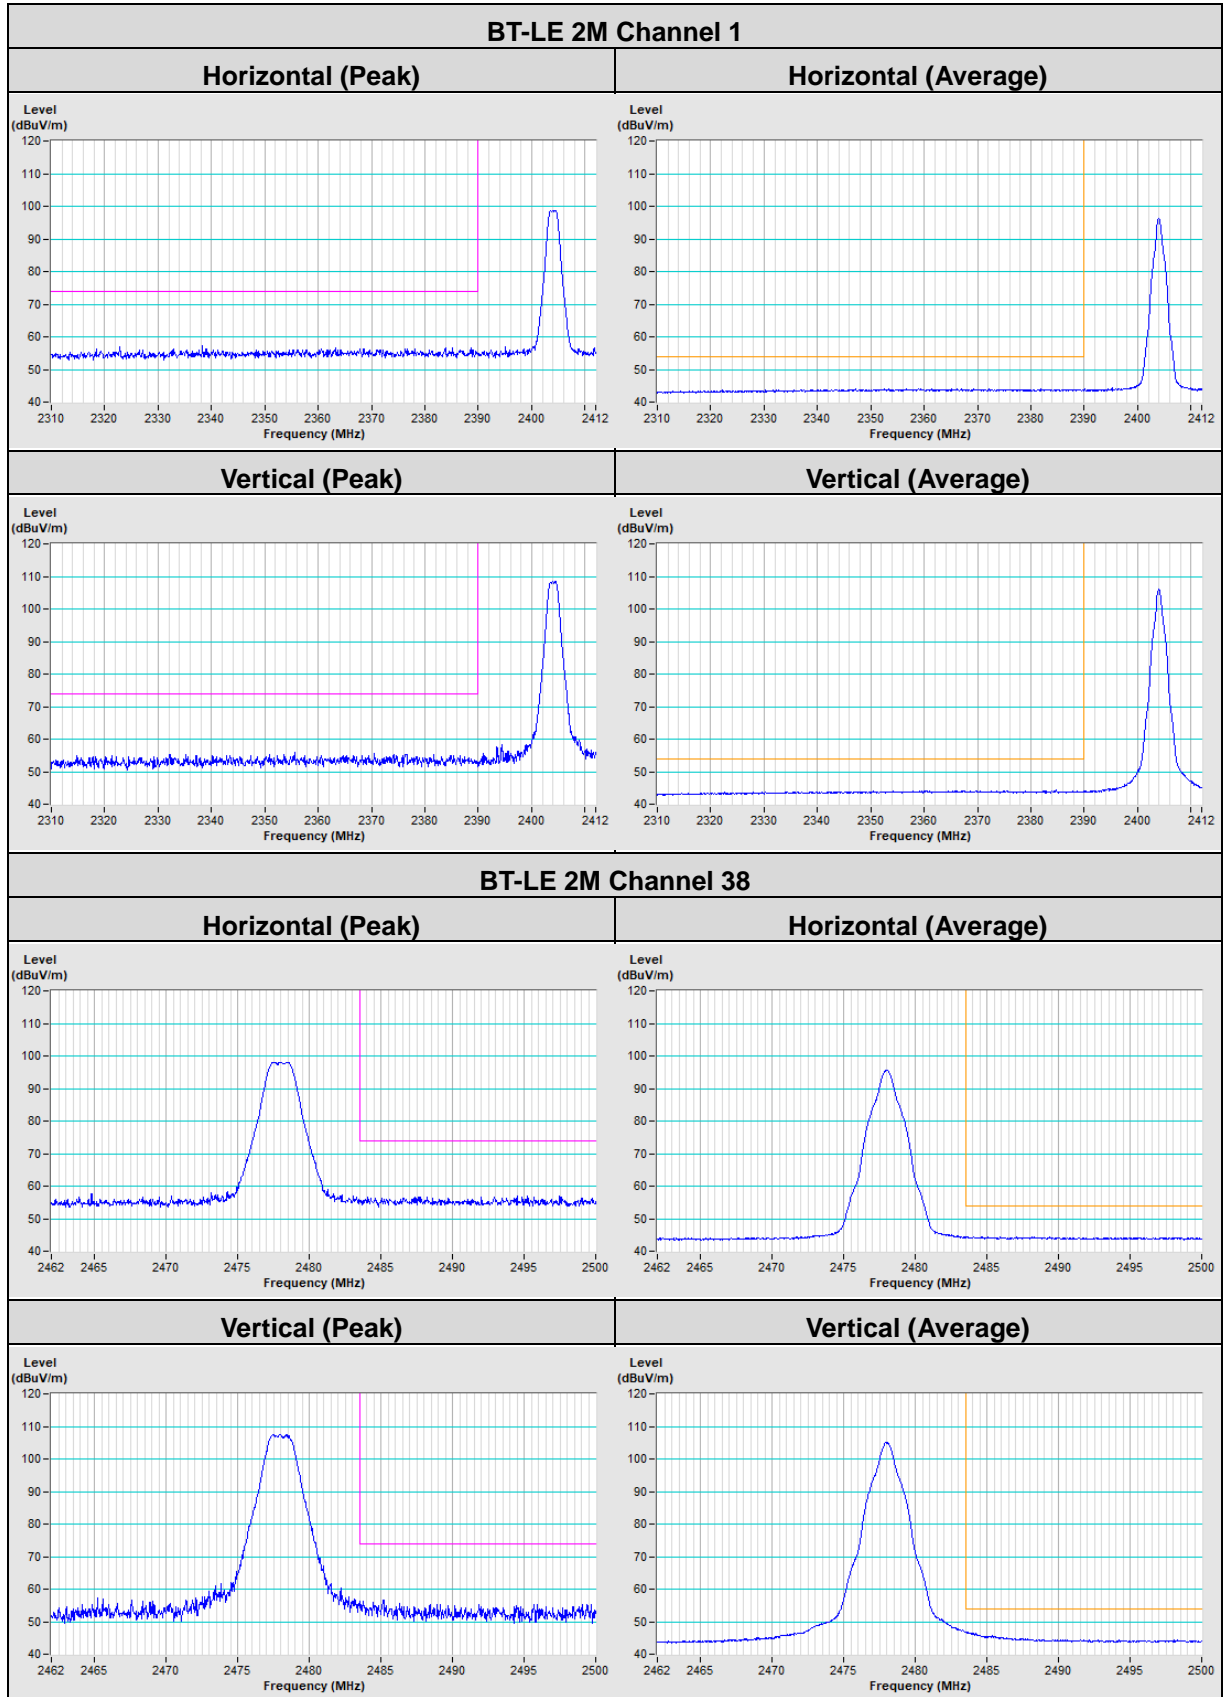 BT-LE 2M Channel 1
Horizontal (Peak)
Horizontal (Average)
Level
(dBuV/m)
120
110
100
90
80
70
60
50
40
2310 2320 2330 2340 2350 2360 2370 2380 2390 2400 2412
Frequency (MHz)
Level
(dBuV/m)
120
110
100
90
80
70
60
50
40
2310 2320 2330 2340 2350 2360 2370 2380 2390 2400 2412
Frequency (MHz)
Vertical (Peak)
Vertical (Average)
Level
(dBuV/m)
120
110
100
90
80
70
60
50
40
2310 2320 2330 2340 2350 2360 2370 2380 2390 2400 2412
Frequency (MHz)
Level
(dBuV/m)
120
110
100
90
80
70
60
50
40
2310 2320 2330 2340 2350 2360 2370 2380 2390 2400 2412
Frequency (MHz)
BT-LE 2M Channel 38
Horizontal (Peak)
Horizontal (Average)
Level
(dBuV/m)
120
110
100
90
80
70
60
50
40
2462 2465 2470 2475 2480 2485 2490 2495 2500
Frequency (MHz)
Level
(dBuV/m)
120
110
100
90
80
70
60
50
40
2462 2465 2470 2475 2480 2485 2490 2495 2500
Frequency (MHz)
Vertical (Peak)
Vertical (Average)
Level
(dBuV/m)
120
110
100
90
80
70
60
50
40
2462 2465 2470 2475 2480 2485 2490 2495 2500
Frequency (MHz)
Level
(dBuV/m)
120
110
100
90
80
70
60
50
40
2462 2465 2470 2475 2480 2485 2490 2495 2500
Frequency (MHz)